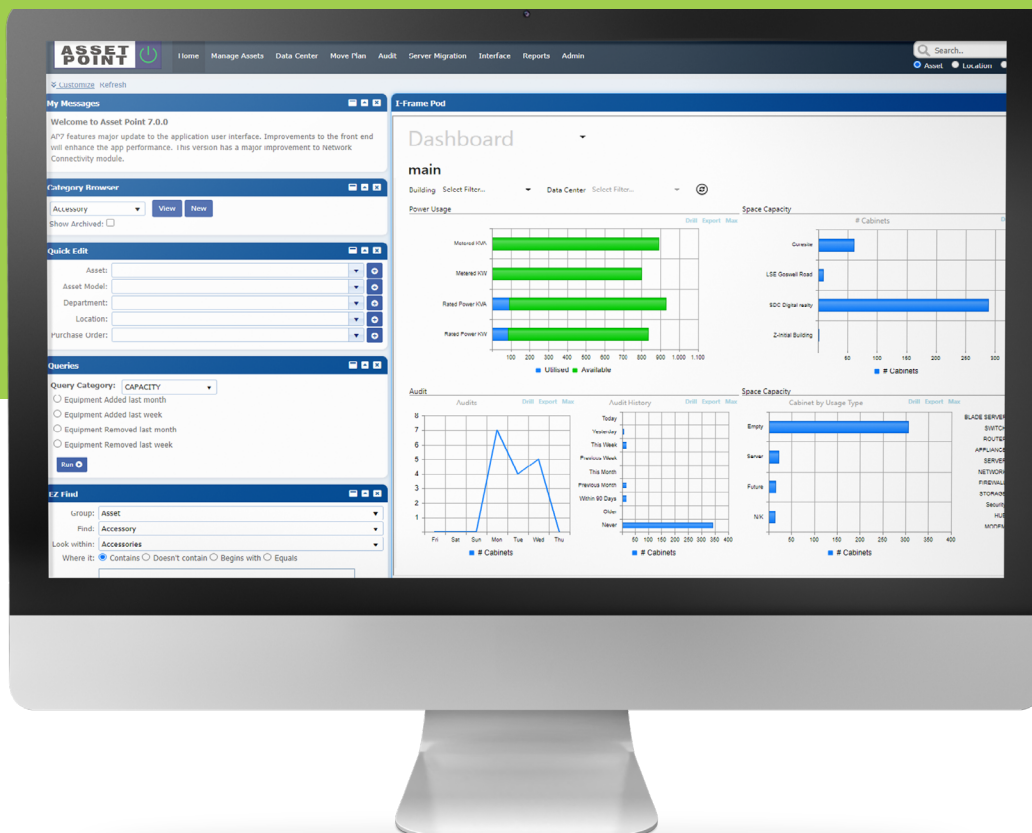 ASSET
POINT
Home Manage Assets Data Center Move Plan Audit Server Migration Interface Reports Admin
Search..
Asset Location
Customize Refresh
My Messages
Welcome to Asset Point 7.0.0
AP7 features major update to the application user interface. Improvements to the front end
will enhance the app performance. This version has a major improvement to Network
Connectivity module.
Category Browser
Accessory View New
Show Archived:
Quick Edit
Asset:
Asset Model:
Department:
Location:
Purchase Order:
Queries
Query Category: CAPACITY
Equipment Added last month
Equipment Added last week
Equipment Removed last month
Equipment Removed last week
Run
EZ Find
Group: Asset
Find: Accessory
Look within: Accessories
Where it: Contains Doesn't contain Begins with Equals
I-Frame Pod
Dashboard
main
Building Select Filter... Data Center Select Filter...
Power Usage
Drill Export Max
Metered KVA
Metered KW
Rated Power KVA
Rated Power KW
100 200 300 400 500 600 700 800 900 1.000 1.100
Utilised Available
Space Capacity
# Cabinets
Coresite
LSE Goswell Road
SDC Digital realty
Z-Initial Building
# Cabinets
Audit
Audits Drill Export Max
8
7
6
5
4
3
2
1
Fri Sat Sun Mon Tue Wed Thu
# Cabinets
Audit History Drill Export Max
Today
Yesterday
This Week
Previous Week
This Month
Previous Month
Within 90 Days
Older
Never
50 100 150 200 250 300 350 400
# Cabinets
Space Capacity
Cabinet by Usage Type Drill Export Max
Empty
Server
Future
N/K
50 100 150 200 250 300 350 400
# Cabinets
BLADE SERVER
SWITCH
ROUTER
APPLIANCE
SERVER
NETWORK
FIREWALL
STORAGE
Security
HUB
MODEM